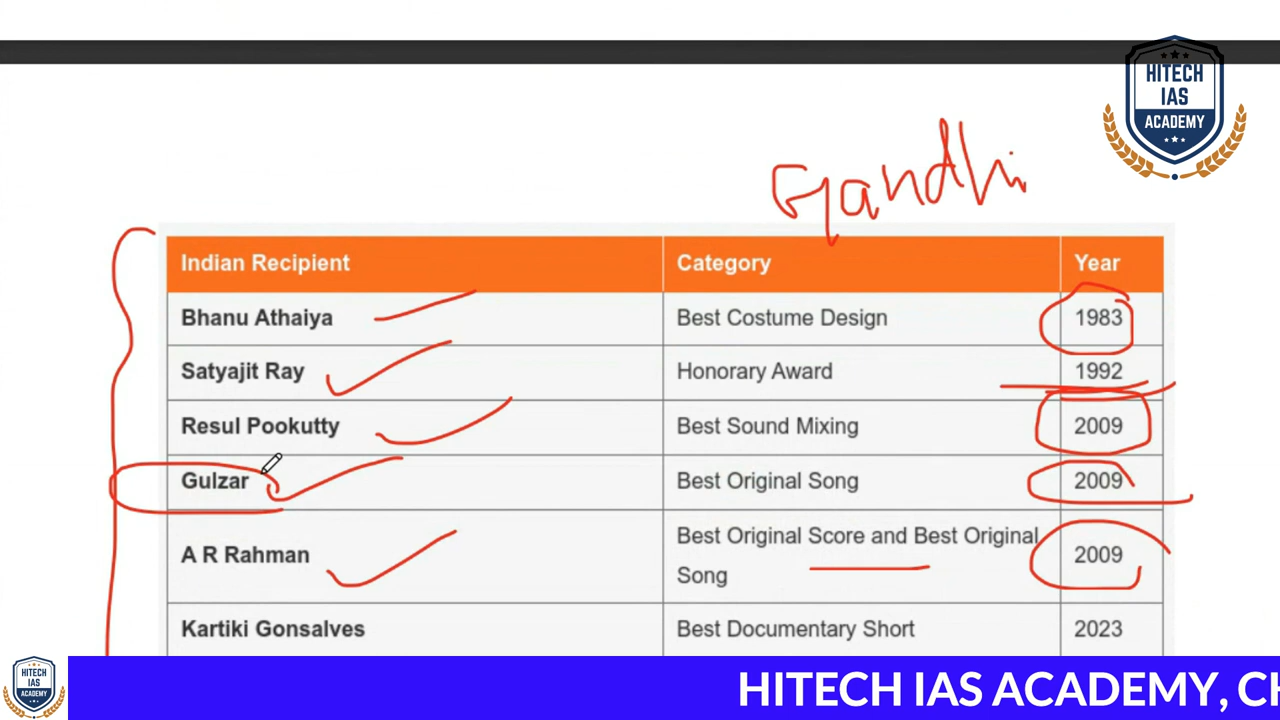 HITECH
IAS
ACADEMY
Gandhi
Indian Recipient Category Year
Bhanu Athaiya Best Costume Design 1983
Satyajit Ray Honorary Award 1992
Resul Pookutty Best Sound Mixing 2009
Gulzar Best Original Song 2009
A R Rahman Best Original Score and Best Original Song 2009
Kartiki Gonsalves Best Documentary Short 2023
HITECH
IAS
ACADEMY
HITECH IAS ACADEMY, CH